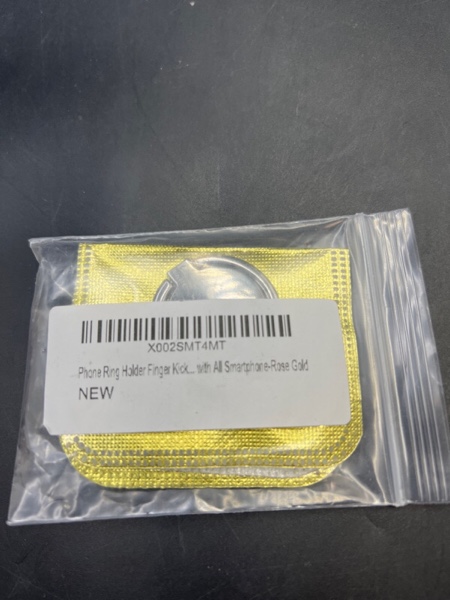 X002SMT4MT
Phone Ring Holder Finger Kick... with All Smartphone-Rose Gold
NEW